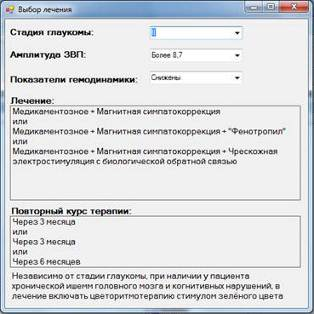 Выбор лечения
Стадия глаукомы:
II
Амплитуда ЗВП:
Более 8,7
Показатели гемодинамики:
Снижены
Лечение:
Медикаментозное + Магнитная симпатокоррекция
или
Медикаментозное + Магнитная симпатокоррекция + "Фенотропил"
или
Медикаментозное + Магнитная симпатокоррекция + Чрескожная
электростимуляция с биологической обратной связью
Повторный курс терапии:
Через 3 месяца
или
Через 3 месяца
или
Через 6 месяцев
Независимо от стадии глаукомы, при наличии у пациента
хронической ишемм головного мозга и когнитивных нарушений, в
лечение включать цветоритмотерапию стимулом зелёного цвета